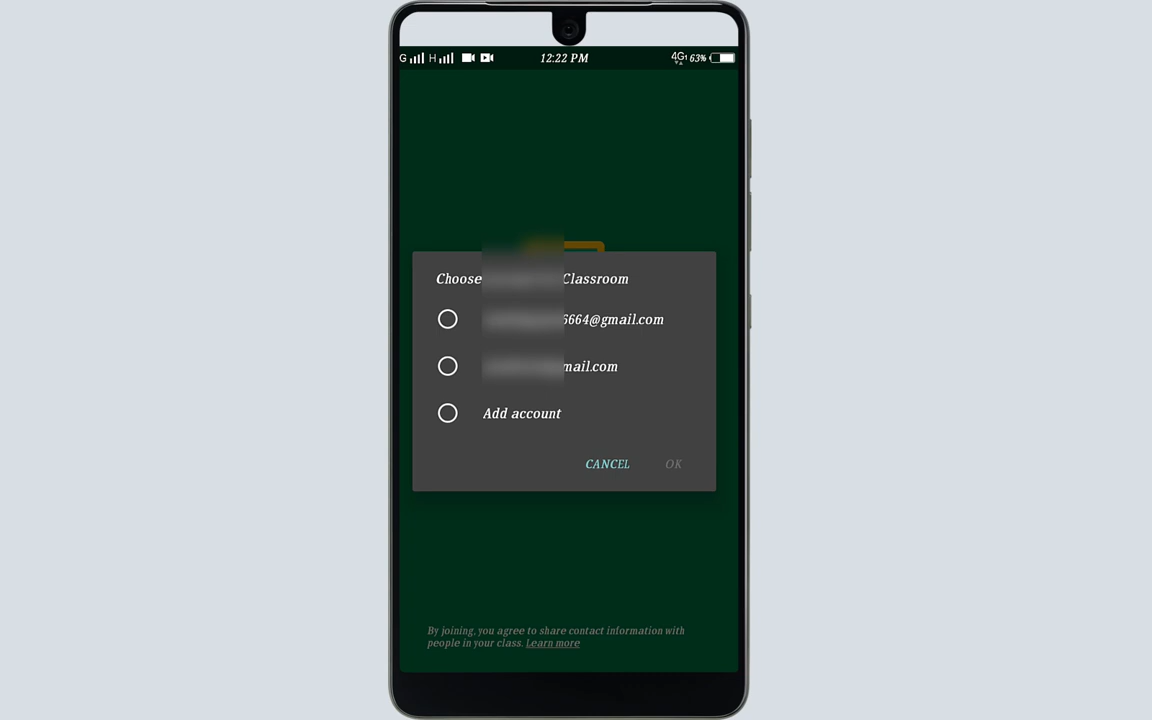 G H 12:22 PM 4G 63%
Choose Classroom
6664@gmail.com
mail.com
Add account
CANCEL OK
By joining, you agree to share contact information with
people in your class. Learn more